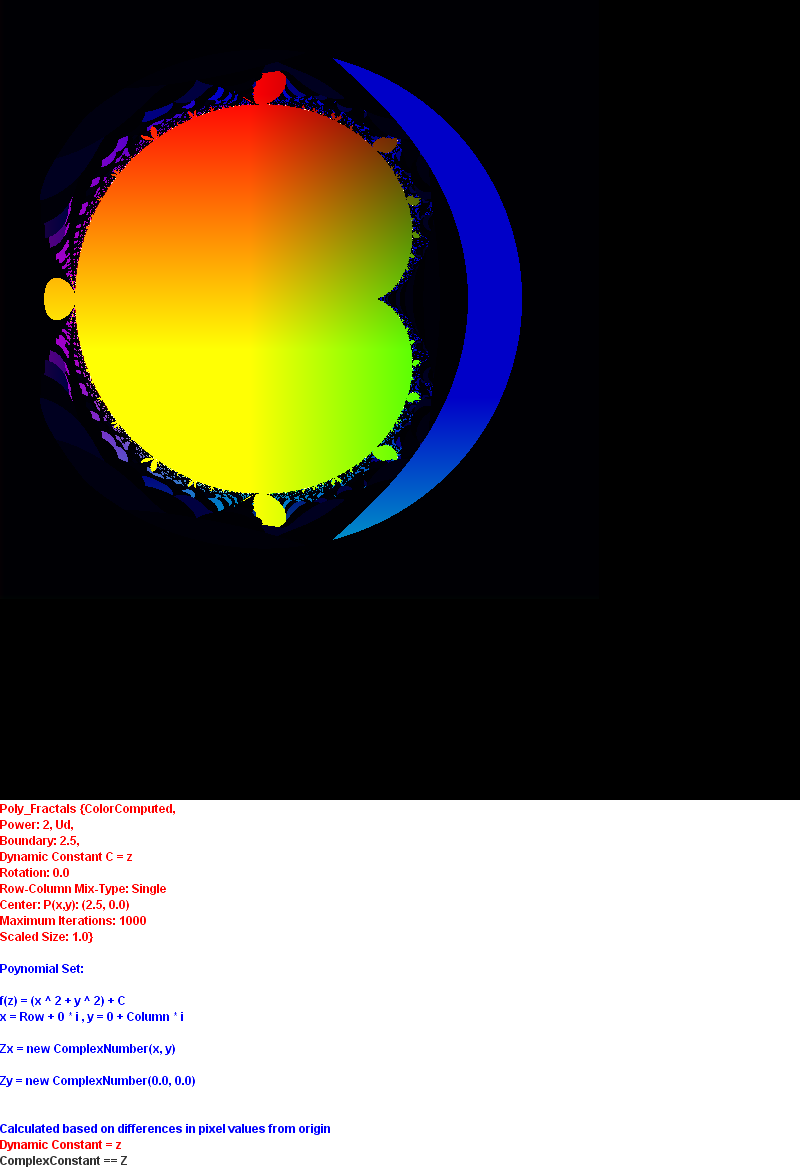 Poly_Fractals {ColorComputed,
Power: 2, Ud,
Boundary: 2.5,
Dynamic Constant C = z
Rotation: 0.0
Row-Column Mix-Type: Single
Center: P(x,y): (2.5, 0.0)
Maximum Iterations: 1000
Scaled Size: 1.0}
Poynomial Set:
f(z) = (x ^ 2 + y ^ 2) + C
x = Row + 0 * i , y = 0 + Column * i
Zx = new ComplexNumber(x, y)
Zy = new ComplexNumber(0.0, 0.0)
Calculated based on differences in pixel values from origin
Dynamic Constant = z
ComplexConstant == Z